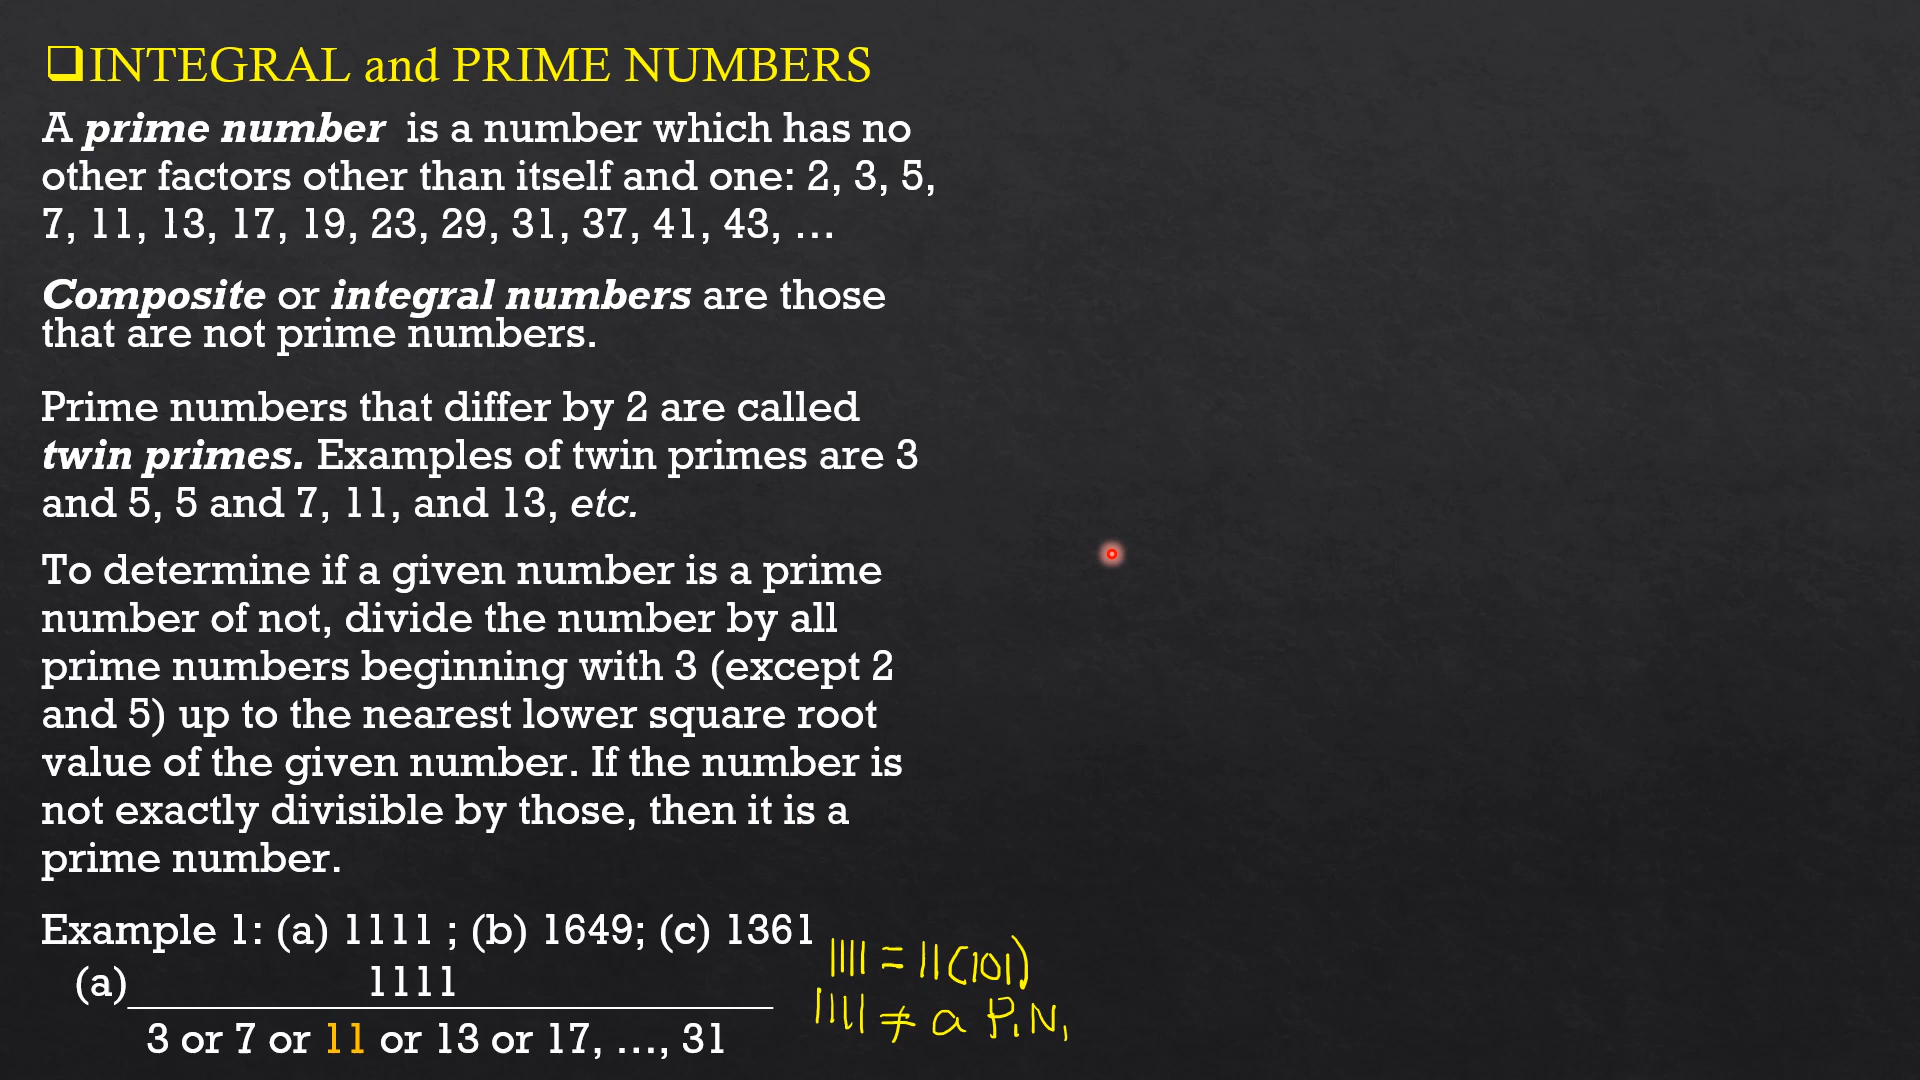 ❑INTEGRAL and PRIME NUMBERS
A prime number is a number which has no
other factors other than itself and one: 2, 3, 5,
7, 11, 13, 17, 19, 23, 29, 31, 37, 41, 43, …
Composite or integral numbers are those
that are not prime numbers.
Prime numbers that differ by 2 are called
twin primes. Examples of twin primes are 3
and 5, 5 and 7, 11, and 13, etc.
To determine if a given number is a prime
number of not, divide the number by all
prime numbers beginning with 3 (except 2
and 5) up to the nearest lower square root
value of the given number. If the number is
not exactly divisible by those, then it is a
prime number.
Example 1: (a) 1111 ; (b) 1649; (c) 1361
1111 = 11(101)
(a) 1111
1111 ≠ a P.N.
3 or 7 or 11 or 13 or 17, …, 31